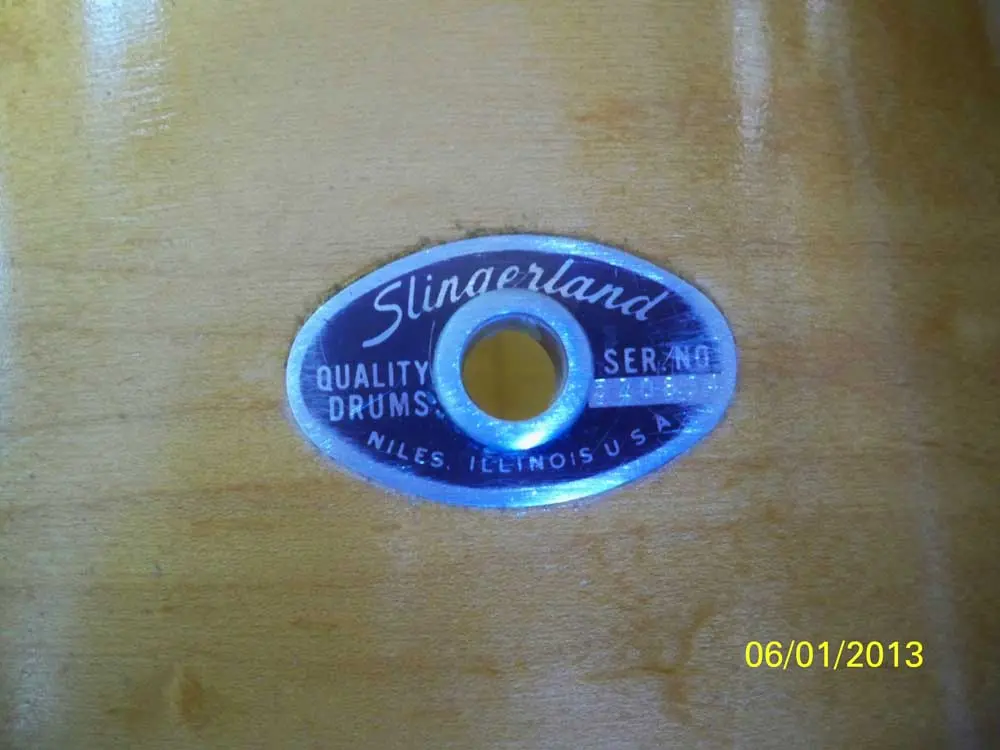 Slingerland
QUALITY
DRUMS
SER. NO.
NILES, ILLINOIS U S A
06/01/2013